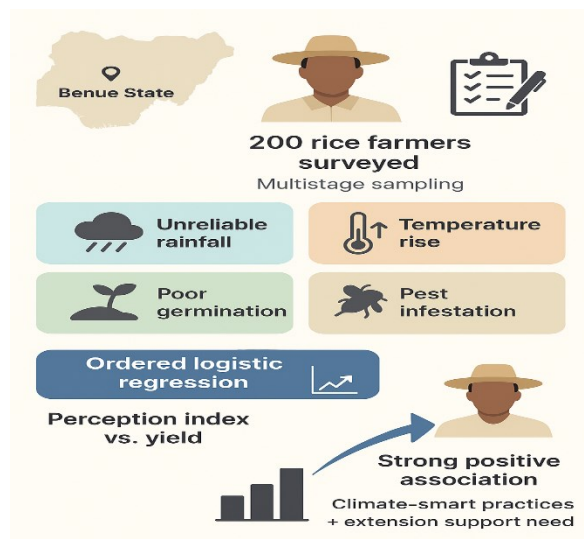 Benue State
200 rice farmers
surveyed
Multistage sampling
Unreliable
rainfall
Temperature
rise
Poor
germination
Pest
infestation
Ordered logistic
regression
Perception index
vs. yield
Strong positive
association
Climate-smart practices
+ extension support need